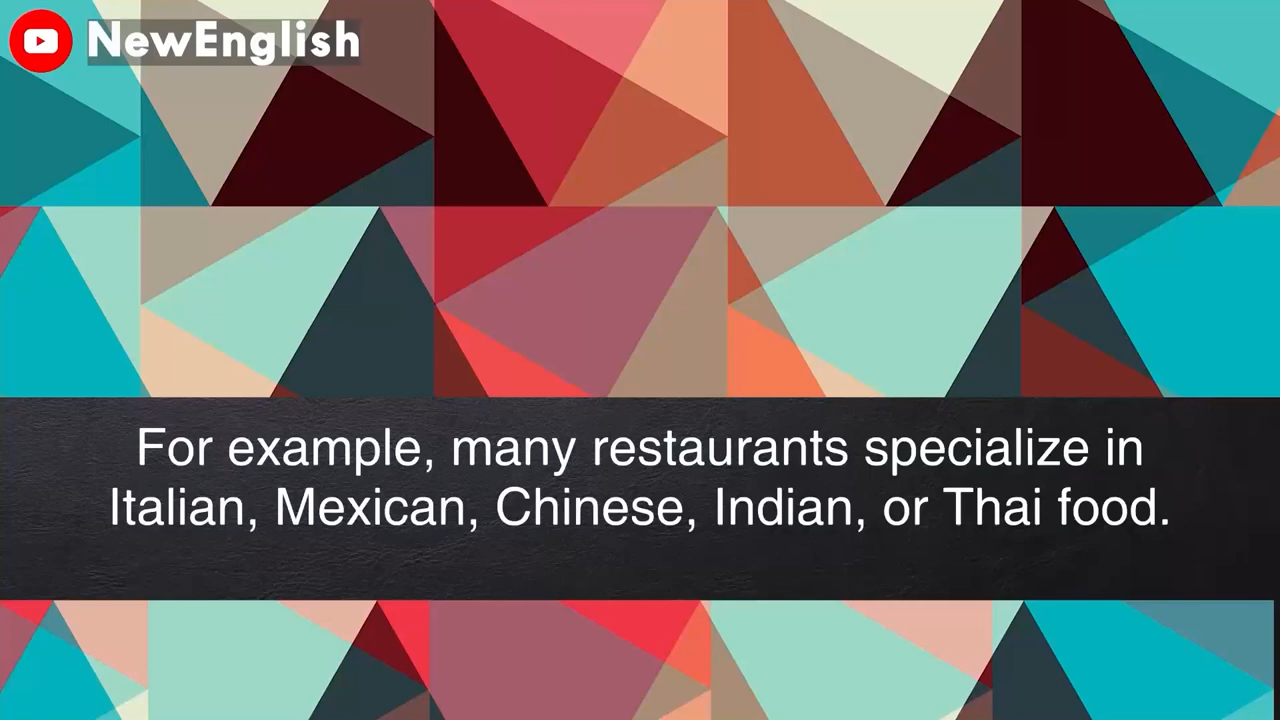 NewEnglish
For example, many restaurants specialize in
Italian, Mexican, Chinese, Indian, or Thai food.